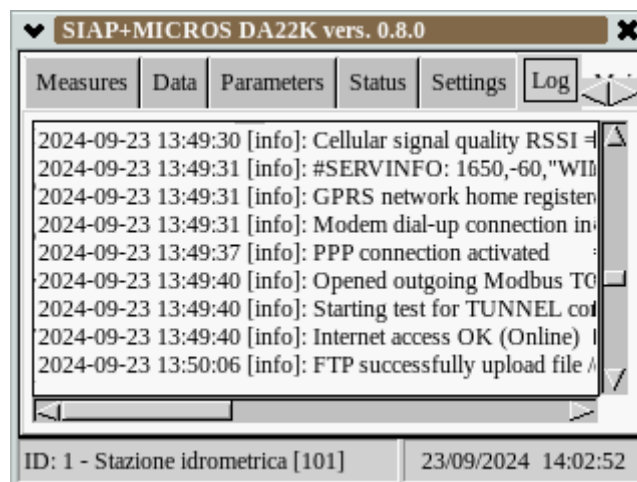 SIAP+MICROS DA22K vers. 0.8.0
Measures Data Parameters Status Settings Log
2024-09-23 13:49:30 [info]: Cellular signal quality RSSI =
2024-09-23 13:49:31 [info]: #SERVINFO: 1650,-60,"WI
2024-09-23 13:49:31 [info]: GPRS network home register
2024-09-23 13:49:31 [info]: Modem dial-up connection in
2024-09-23 13:49:37 [info]: PPP connection activated
2024-09-23 13:49:40 [info]: Opened outgoing Modbus TC
2024-09-23 13:49:40 [info]: Starting test for TUNNEL co
2024-09-23 13:49:40 [info]: Internet access OK (Online)
2024-09-23 13:50:06 [info]: FTP successfully upload file /
ID: 1 - Stazione idrometrica [101] 23/09/2024 14:02:52